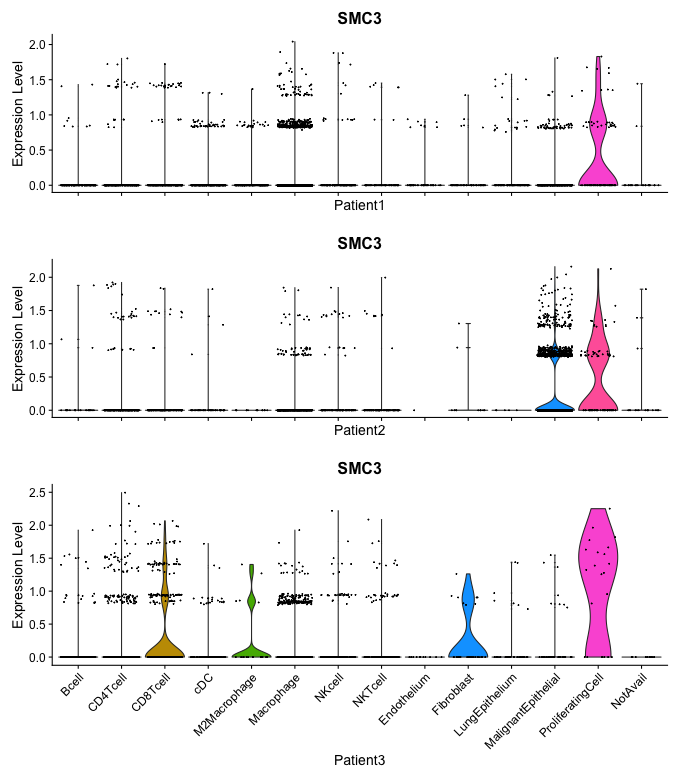 SMC3
Expression Level
2.0
1.5
1.0
0.5
0.0
Patient1
SMC3
Expression Level
2.0
1.5
1.0
0.5
0.0
Patient2
SMC3
Expression Level
2.5
2.0
1.5
1.0
0.5
0.0
Bcell
CD4Tcell
CD8Tcell
cDC
M2Macrophage
Macrophage
NKcell
NKTcell
Endothelium
Fibroblast
LungEpithelium
MalignantEpithelial
ProliferatingCell
NotAvail
Patient3